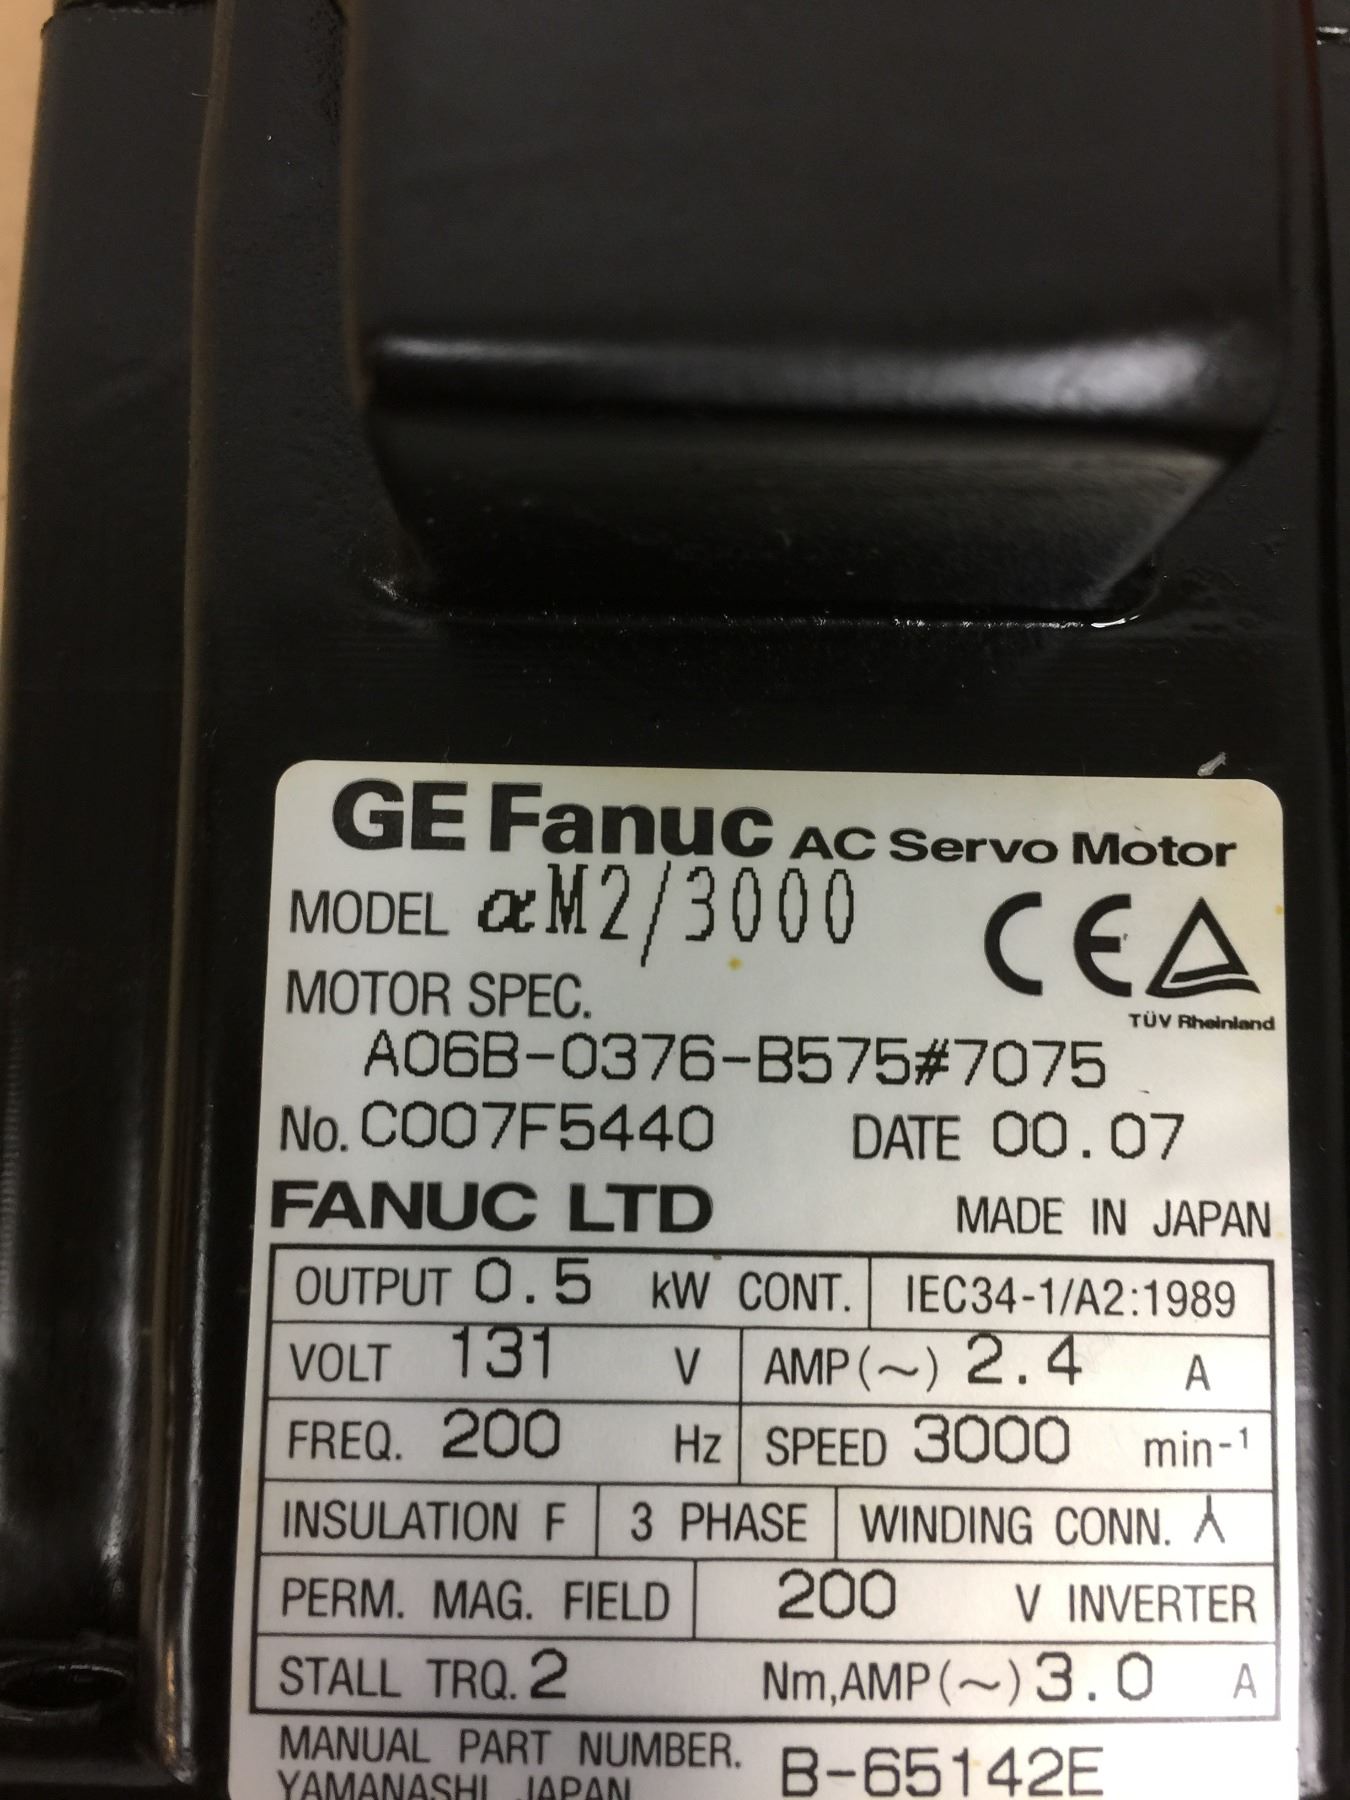 GE Fanuc AC Servo Motor
MODEL αM2/3000
CE
TÜV Rheinland
MOTOR SPEC.
A06B-0376-B575#7075
No. C007F5440 DATE 00.07
FANUC LTD MADE IN JAPAN
OUTPUT 0.5 kW CONT. IEC34-1/A2:1989
VOLT 131 V AMP(~) 2.4 A
FREQ. 200 Hz SPEED 3000 min-¹
INSULATION F 3 PHASE WINDING CONN. ⅄
PERM. MAG. FIELD 200 V INVERTER
STALL TRQ. 2 Nm,AMP(~) 3.0 A
MANUAL PART NUMBER. B-65142E
YAMANASHI JAPAN